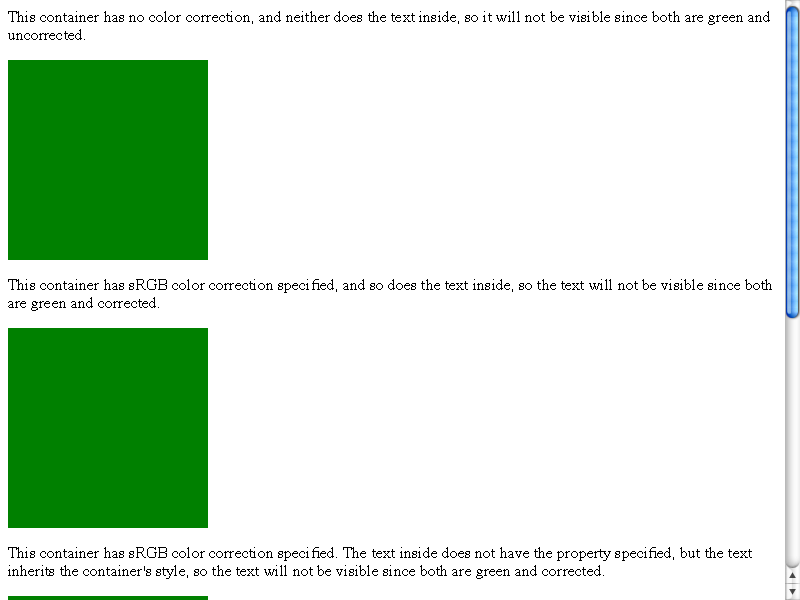 This container has no color correction, and neither does the text inside, so it will not be visible since both are green and
uncorrected.
This container has sRGB color correction specified, and so does the text inside, so the text will not be visible since both
are green and corrected.
This container has sRGB color correction specified. The text inside does not have the property specified, but the text
inherits the container's style, so the text will not be visible since both are green and corrected.